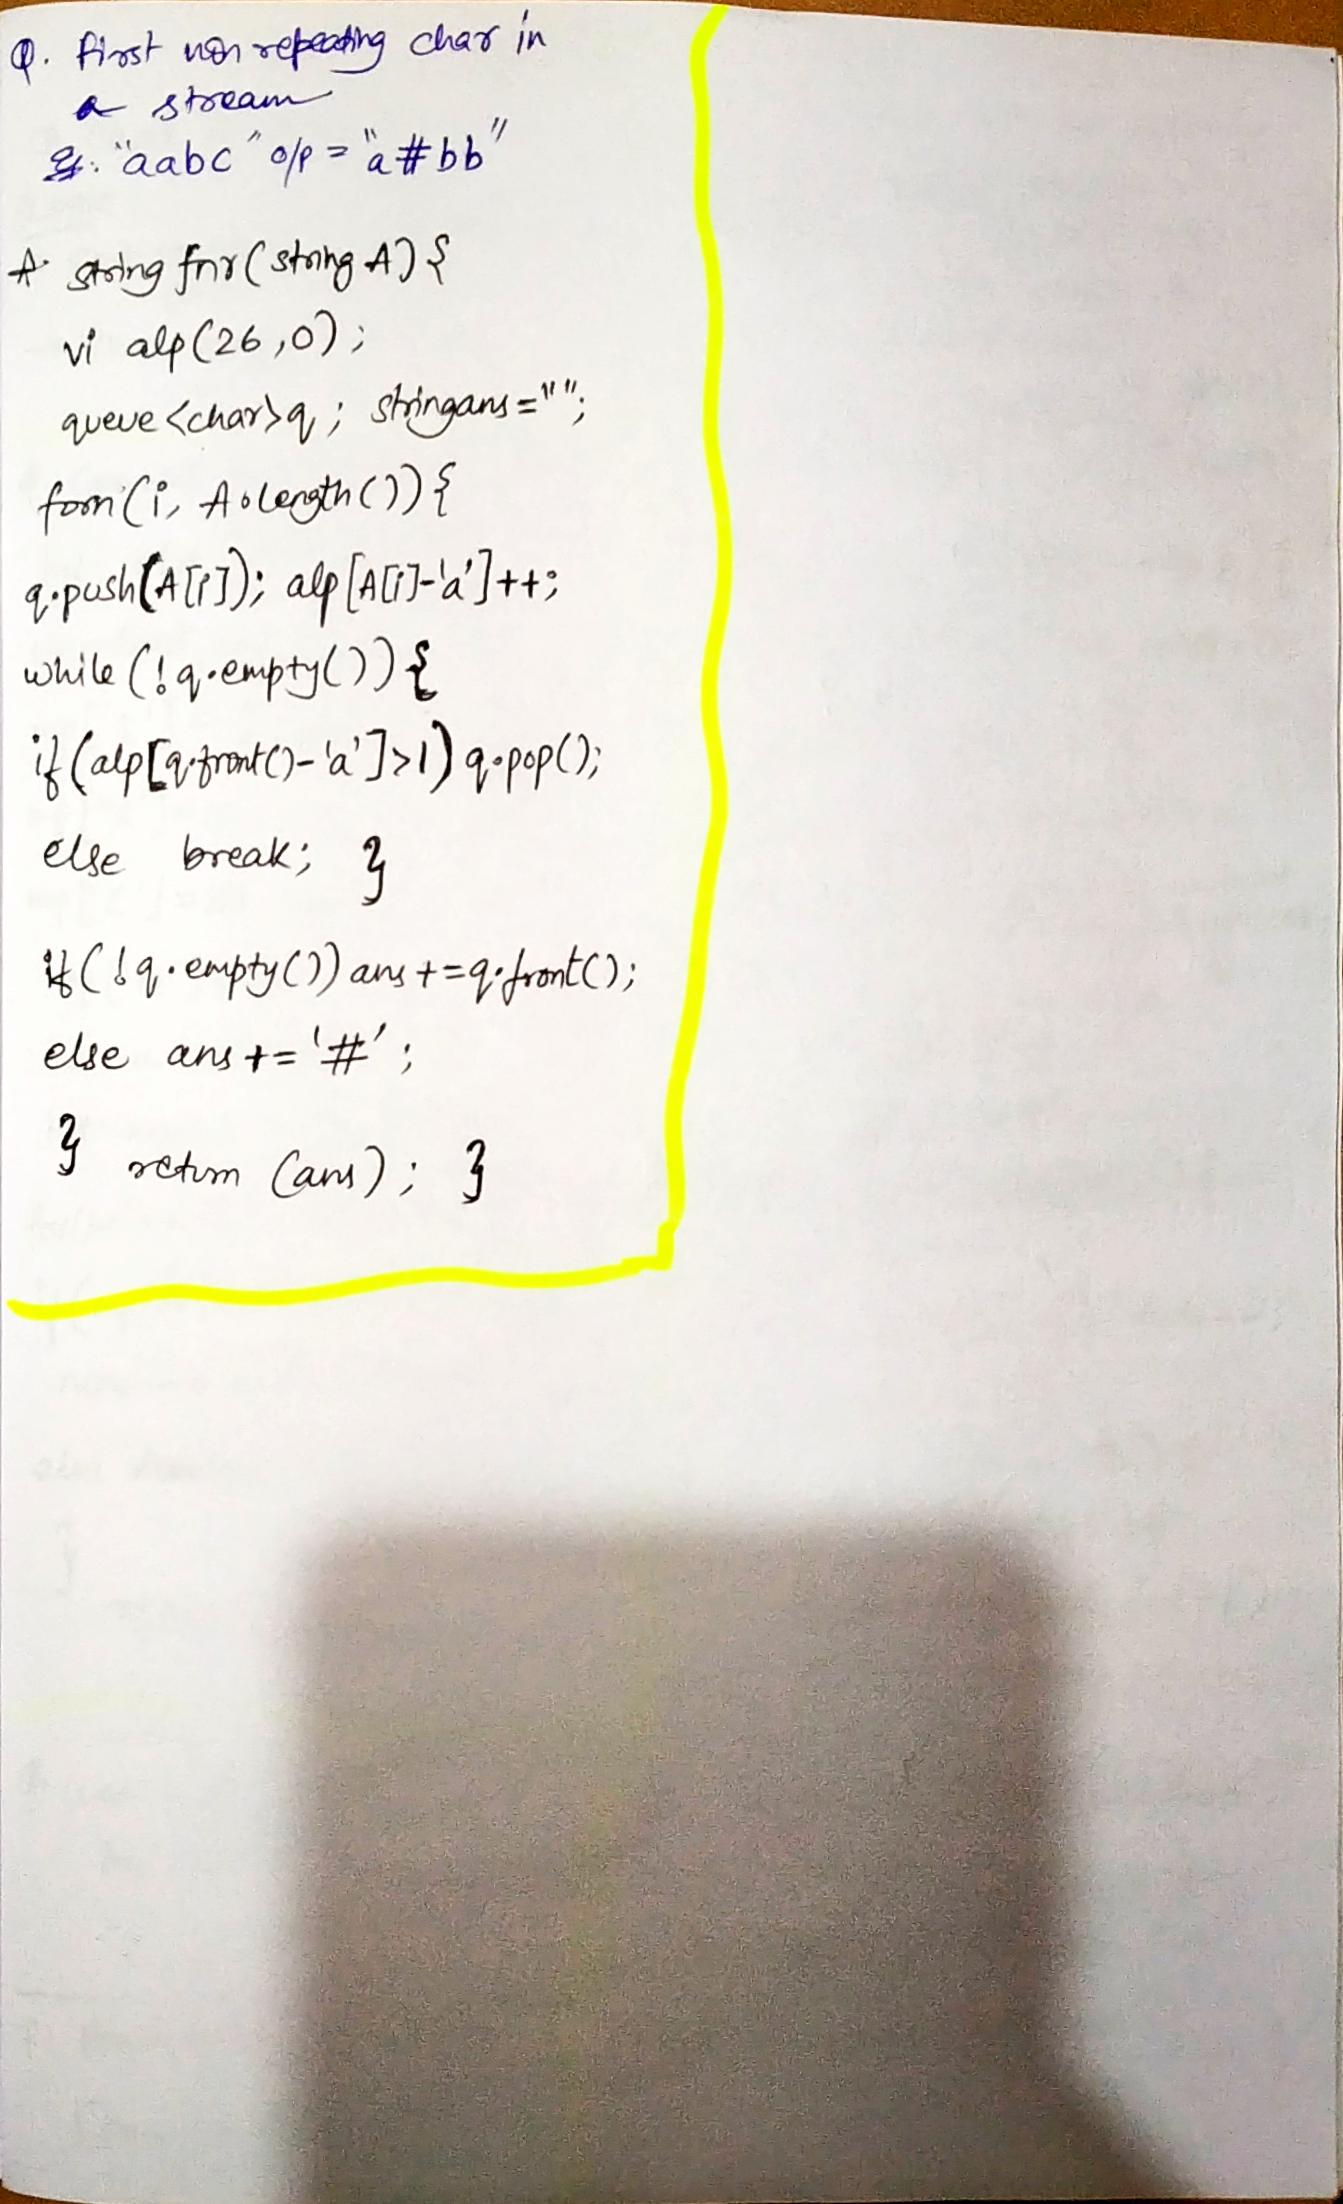 Q. first non repeating char in
a stream
eg. "aabc" o/p = "a#bb"
A string fnr(string A){
vi alp(26,0);
queue<char>q; string ans="";
forn(i, A.length()){
q.push(A[i]); alp[A[i]-'a']++;
while(!q.empty()){
if(alp[q.front()-'a']>1) q.pop();
else break; }
if(!q.empty()) ans+=q.front();
else ans+='#';
} return (ans); }